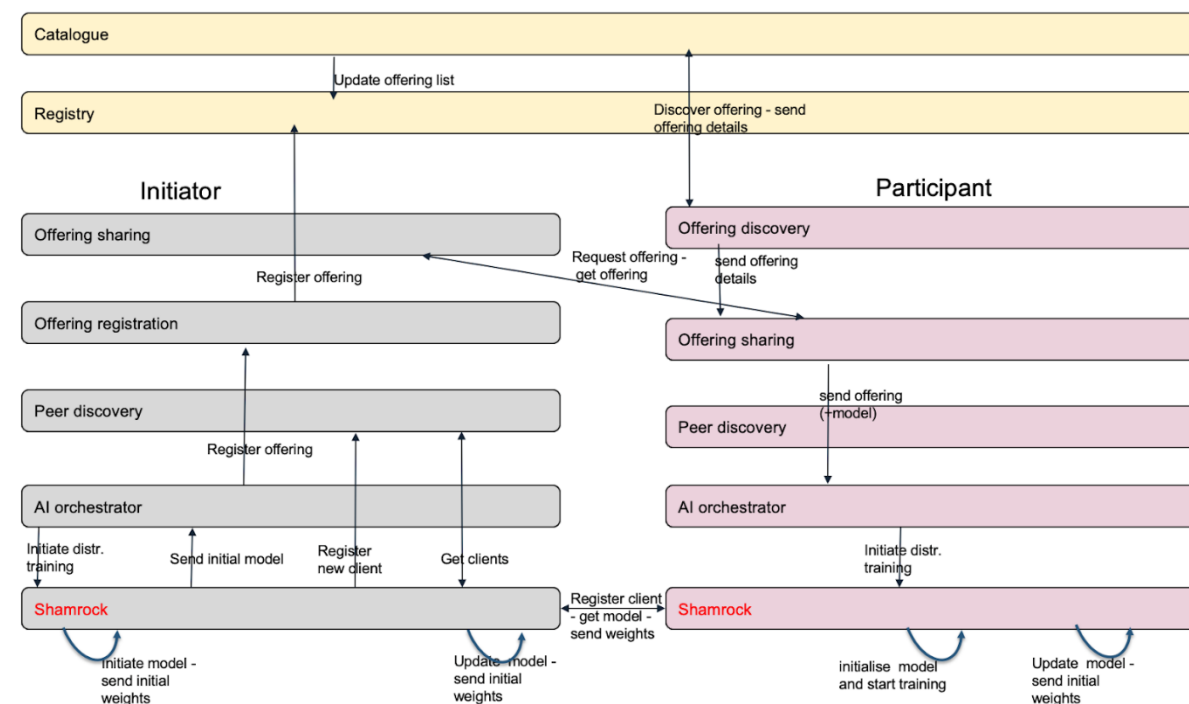 Catalogue
Update offering list
Registry
Discover offering - send
offering details
Initiator
Participant
Offering sharing
Offering discovery
Request offering -
get offering
send offering
details
Register offering
Offering registration
Offering sharing
Peer discovery
send offering
(+model)
Peer discovery
Register offering
AI orchestrator
AI orchestrator
Initiate distr.
training
Send initial model
Register
new client
Get clients
Initiate distr.
training
Shamrock
Register client
- get model -
send weights
Shamrock
Initiate model -
send initial
weights
Update model -
send initial
weights
initialise model
and start training
Update model -
send initial
weights